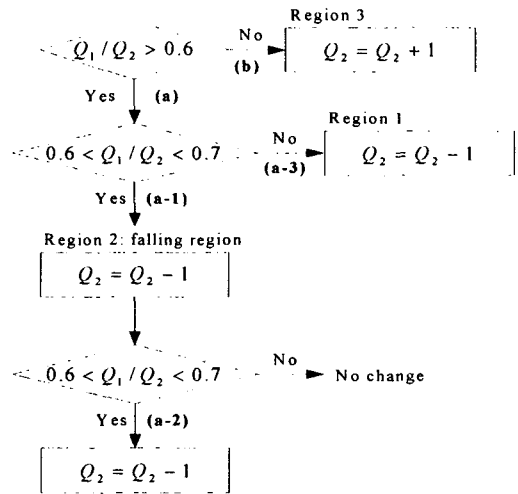 Region 3
Q₁/Q₂ > 0.6
No
(b)
Q₂ = Q₂ + 1
Yes (a)
Region 1
0.6 < Q₁/Q₂ < 0.7
No
(a-3)
Q₂ = Q₂ − 1
Yes (a-1)
Region 2: falling region
Q₂ = Q₂ − 1
0.6 < Q₁/Q₂ < 0.7
No
No change
Yes (a-2)
Q₂ = Q₂ − 1